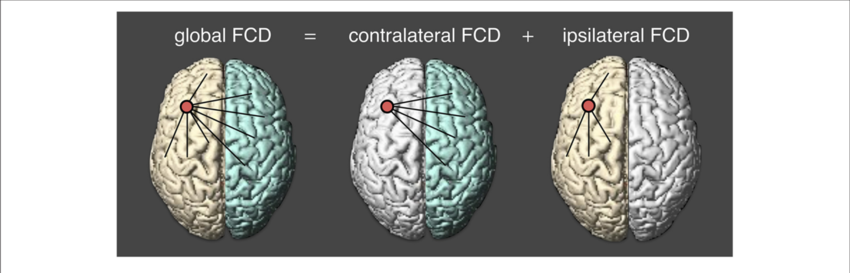 global FCD = contralateral FCD + ipsilateral FCD